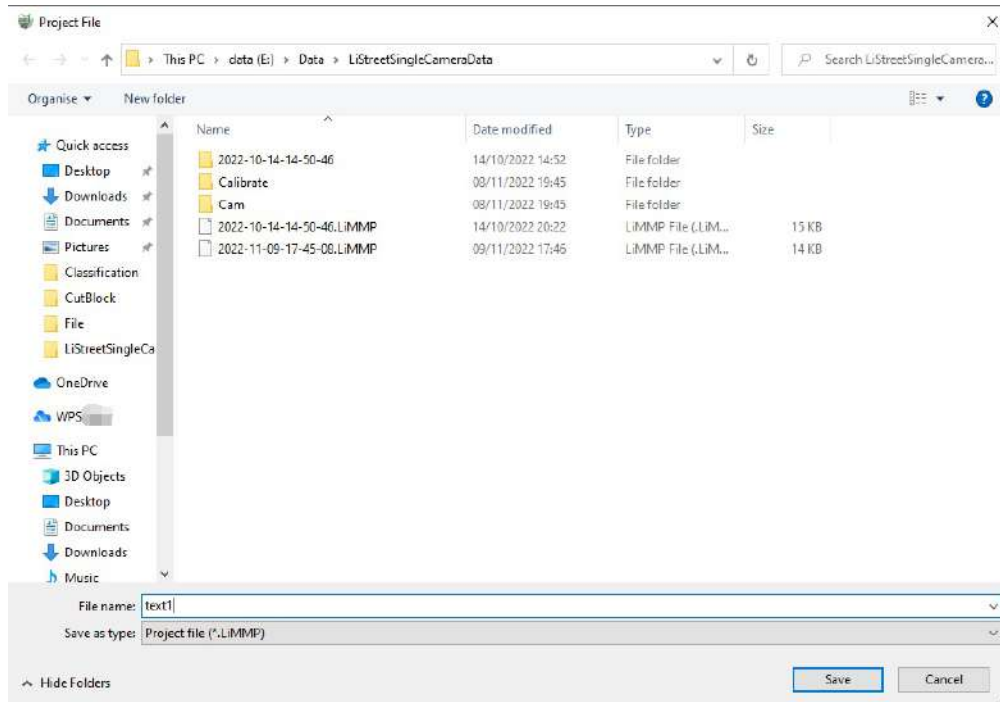 Project File
This PC > data (E:) > Data > LiStreetSingleCameraData
Search LiStreetSingleCamera...
Organise
New folder
Name Date modified Type Size
Quick access
Desktop
Downloads
Documents
Pictures
Classification
CutBlock
File
LiStreetSingleCa
OneDrive
WPS
This PC
3D Objects
Desktop
Documents
Downloads
Music
2022-10-14-14-50-46 14/10/2022 14:52 File folder
Calibrate 08/11/2022 19:45 File folder
Cam 08/11/2022 19:45 File folder
2022-10-14-14-50-46.LiMMP 14/10/2022 20:22 LiMMP File (.LiM... 15 KB
2022-11-09-17-45-08.LiMMP 09/11/2022 17:46 LiMMP File (.LiM... 14 KB
File name: text1
Save as type: Project file (*.LiMMP)
Hide Folders
Save
Cancel